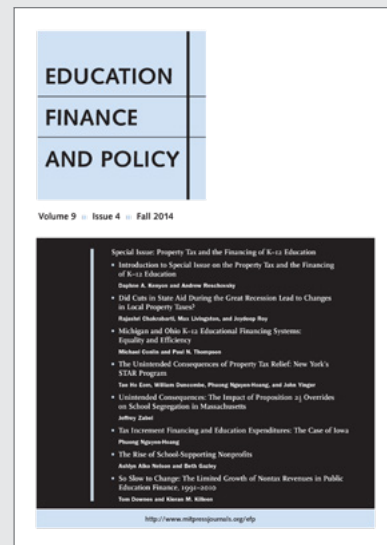 EDUCATION
FINANCE
AND POLICY
Volume 9 Issue 4 Fall 2014
Special Issue: Property Tax and the Financing of K–12 Education
• Introduction to Special Issue on the Property Tax and the Financing
of K–12 Education
Daphne A. Kenyon and Andrew Reschovsky
• Did Cuts in State Aid During the Great Recession Lead to Changes
in Local Property Taxes?
Rajashri Chakrabarti, Max Livingston, and Joydeep Roy
• Michigan and Ohio K–12 Educational Financing Systems:
Equality and Efficiency
Michael Conlin and Paul N. Thompson
• The Unintended Consequences of Property Tax Relief: New York's
STAR Program
Tae Ho Eom, William Duncombe, Phuong Nguyen-Hoang, and John Yinger
• Unintended Consequences: The Impact of Proposition 2½ Overrides
on School Segregation in Massachusetts
Jeffrey Zabel
• Tax Increment Financing and Education Expenditures: The Case of Iowa
Phuong Nguyen-Hoang
• The Rise of School-Supporting Nonprofits
Ashlyn Aiko Nelson and Beth Gazley
• So Slow to Change: The Limited Growth of Nontax Revenues in Public
Education Finance, 1991–2010
Tom Downes and Kieran M. Killeen
http://www.mitpressjournals.org/efp